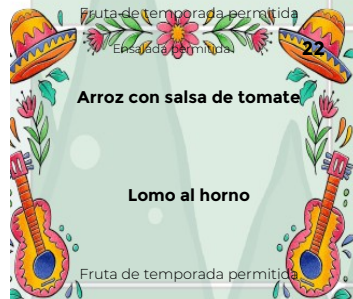 Fruta de temporada permitida
Ensalada permitida
22
Arroz con salsa de tomate
Lomo al horno
Fruta de temporada permitida